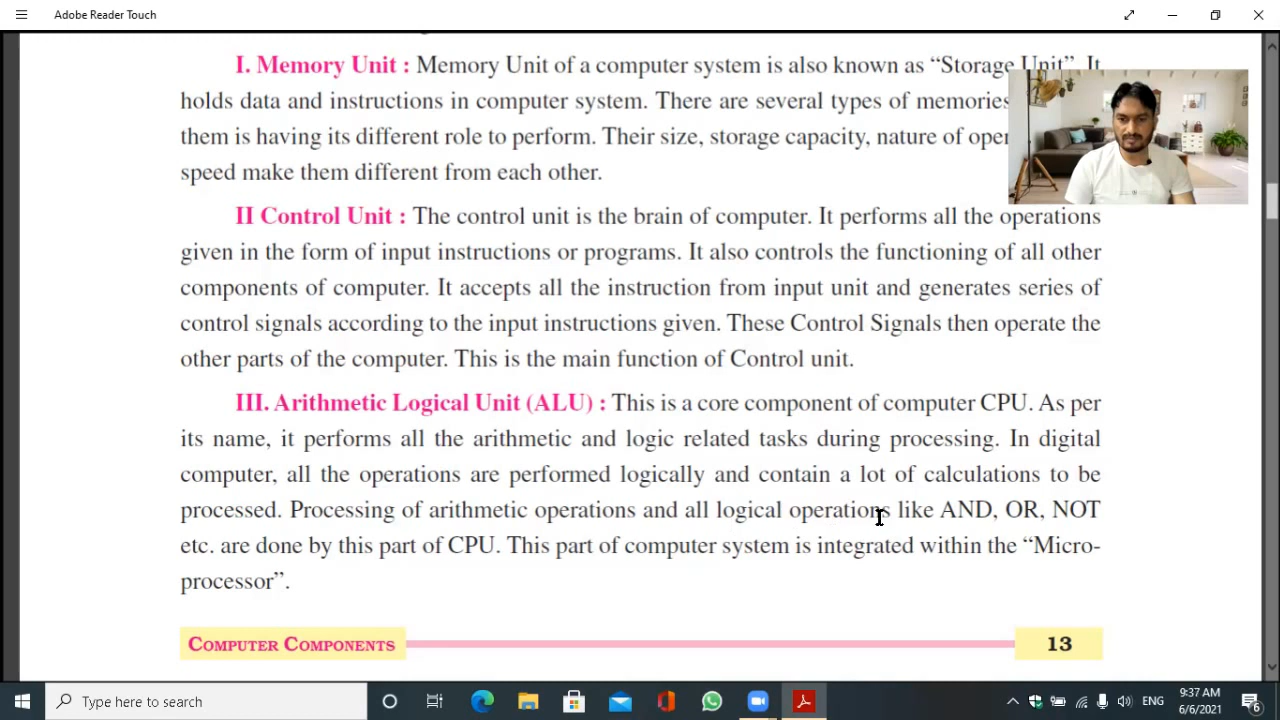 Adobe Reader Touch
I. Memory Unit : Memory Unit of a computer system is also known as “Storage Unit”. It
holds data and instructions in computer system. There are several types of memories
them is having its different role to perform. Their size, storage capacity, nature of
speed make them different from each other.
II Control Unit : The control unit is the brain of computer. It performs all the operations
given in the form of input instructions or programs. It also controls the functioning of all other
components of computer. It accepts all the instruction from input unit and generates series of
control signals according to the input instructions given. These Control Signals then operate the
other parts of the computer. This is the main function of Control unit.
III. Arithmetic Logical Unit (ALU) : This is a core component of computer CPU. As per
its name, it performs all the arithmetic and logic related tasks during processing. In digital
computer, all the operations are performed logically and contain a lot of calculations to be
processed. Processing of arithmetic operations and all logical operations like AND, OR, NOT
etc. are done by this part of CPU. This part of computer system is integrated within the “Micro-
processor”.
COMPUTER COMPONENTS 13
Type here to search
ENG
9:37 AM
6/6/2021
6